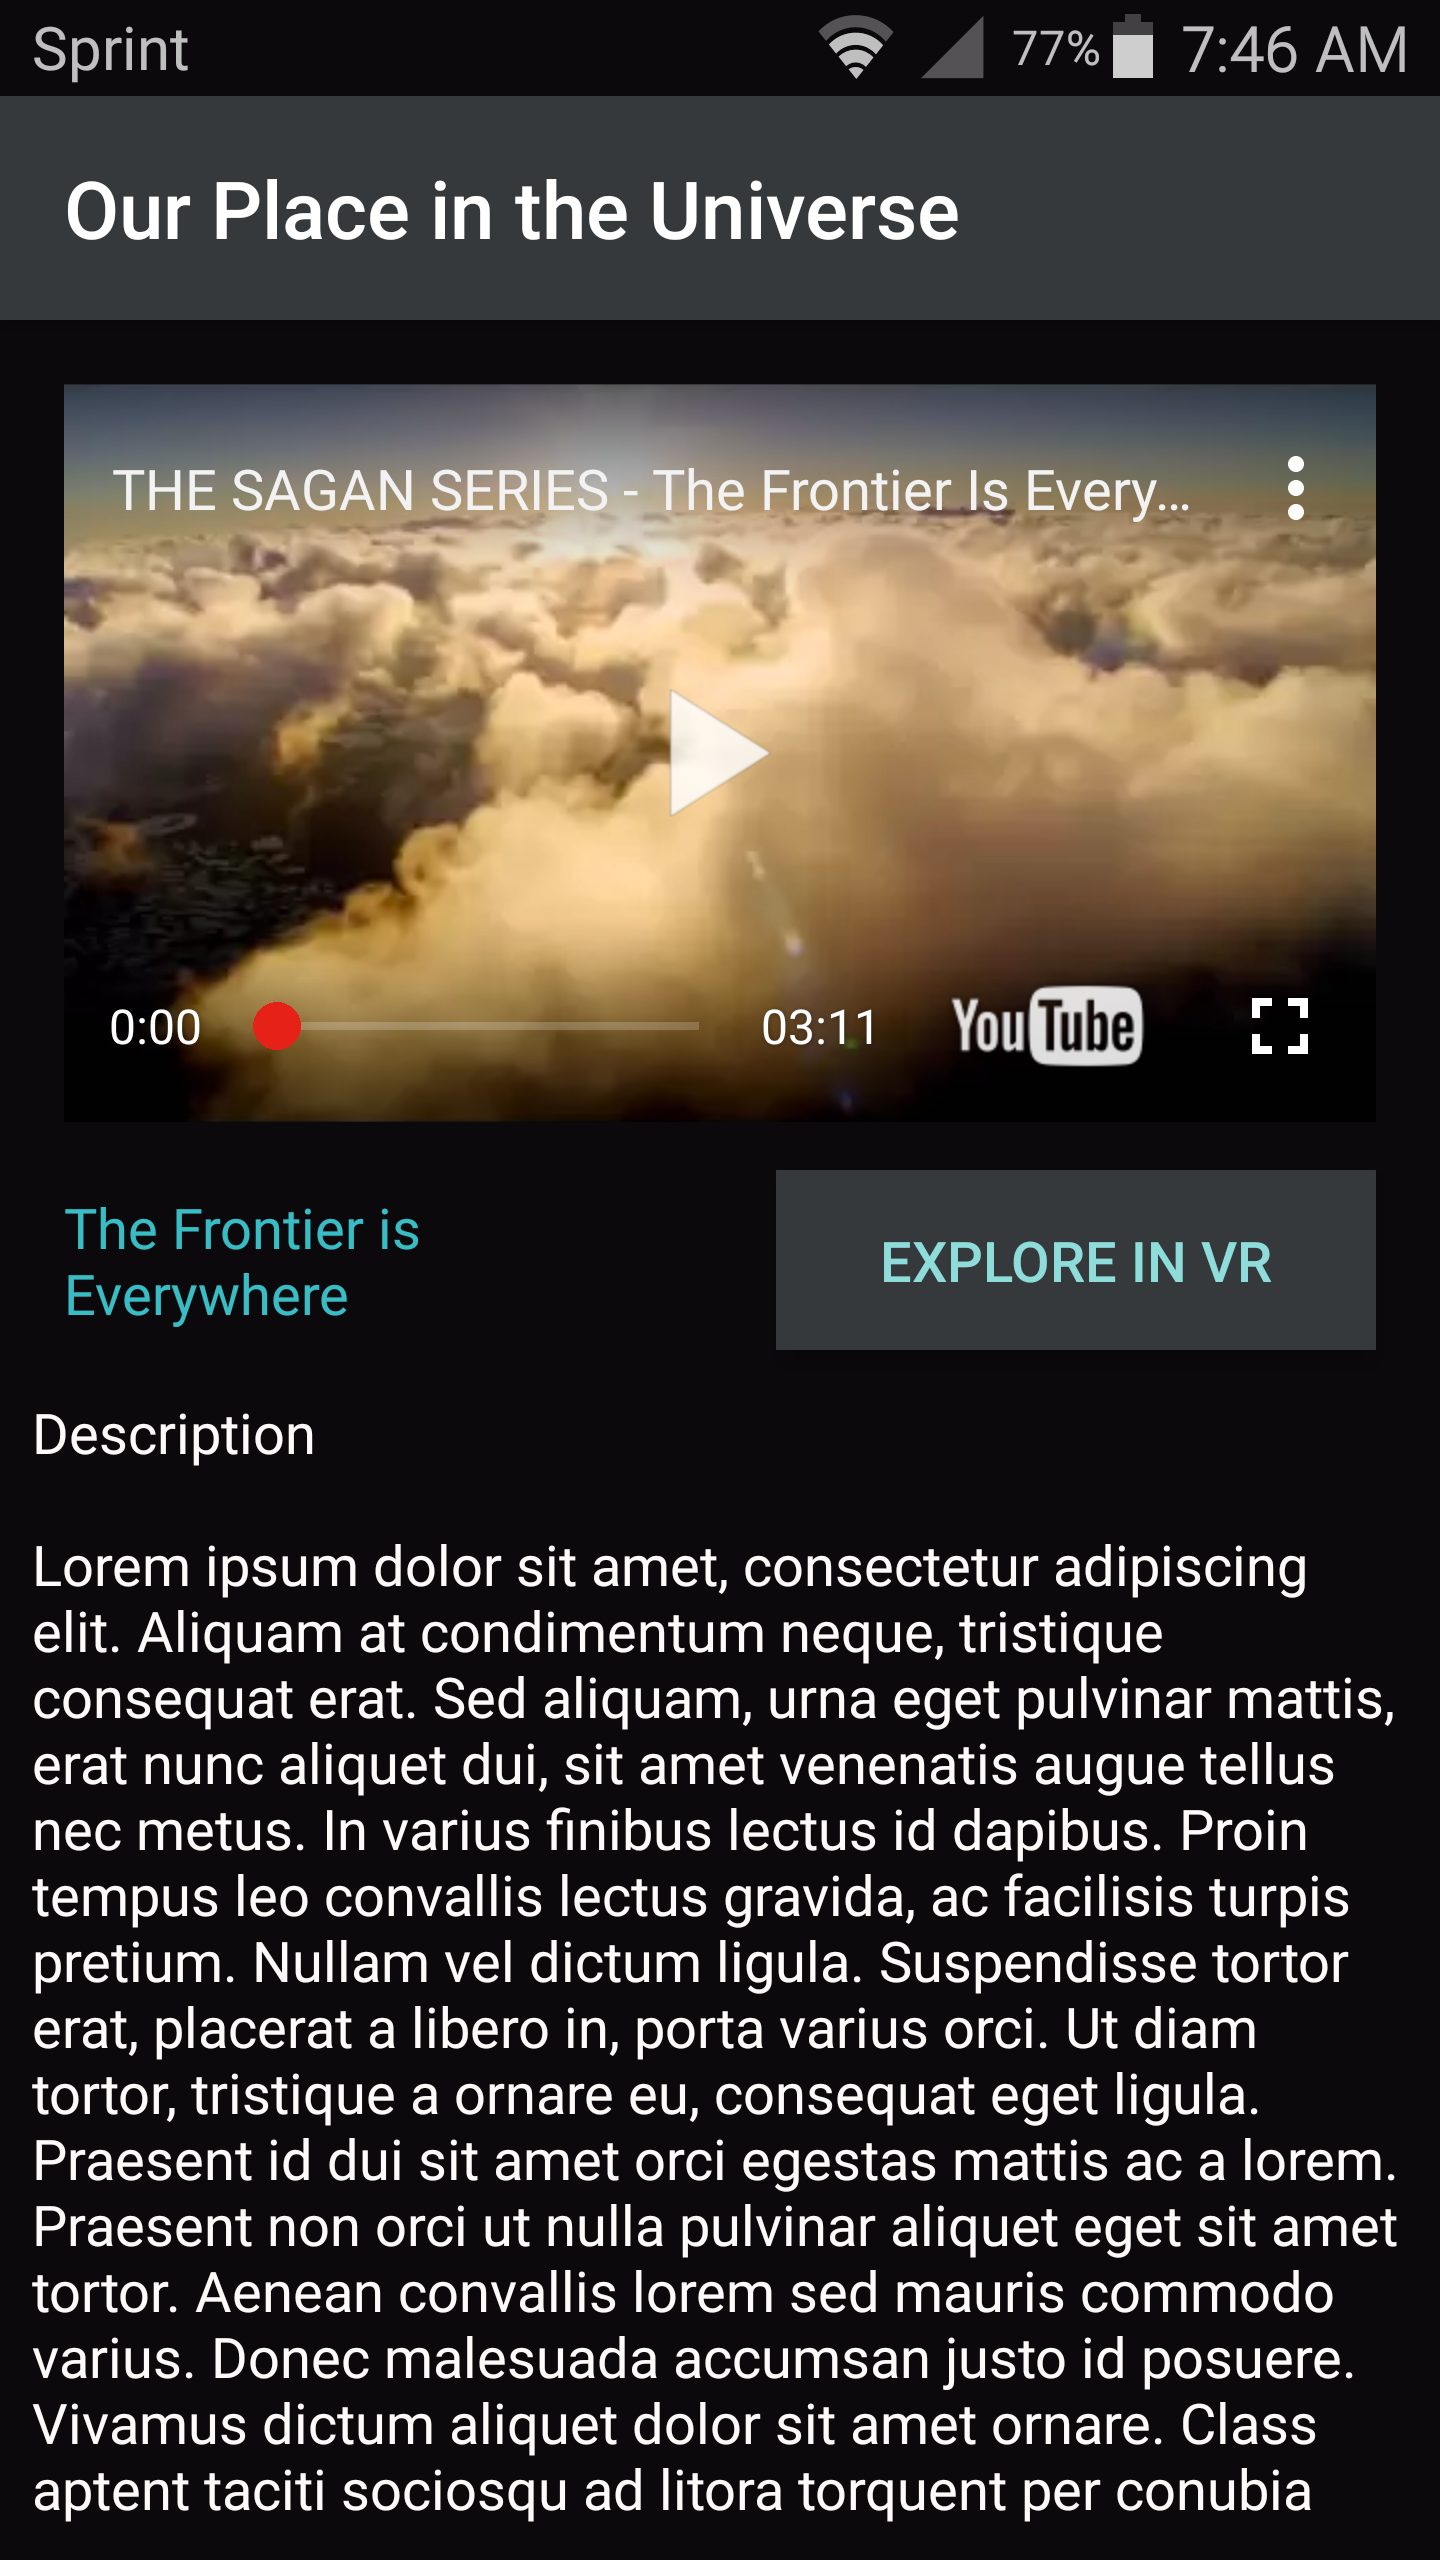 Sprint 77% 7:46 AM
Our Place in the Universe
THE SAGAN SERIES - The Frontier Is Every...
0:00 03:11 YouTube
The Frontier is
Everywhere
EXPLORE IN VR
Description
Lorem ipsum dolor sit amet, consectetur adipiscing
elit. Aliquam at condimentum neque, tristique
consequat erat. Sed aliquam, urna eget pulvinar mattis,
erat nunc aliquet dui, sit amet venenatis augue tellus
nec metus. In varius finibus lectus id dapibus. Proin
tempus leo convallis lectus gravida, ac facilisis turpis
pretium. Nullam vel dictum ligula. Suspendisse tortor
erat, placerat a libero in, porta varius orci. Ut diam
tortor, tristique a ornare eu, consequat eget ligula.
Praesent id dui sit amet orci egestas mattis ac a lorem.
Praesent non orci ut nulla pulvinar aliquet eget sit amet
tortor. Aenean convallis lorem sed mauris commodo
varius. Donec malesuada accumsan justo id posuere.
Vivamus dictum aliquet dolor sit amet ornare. Class
aptent taciti sociosqu ad litora torquent per conubia